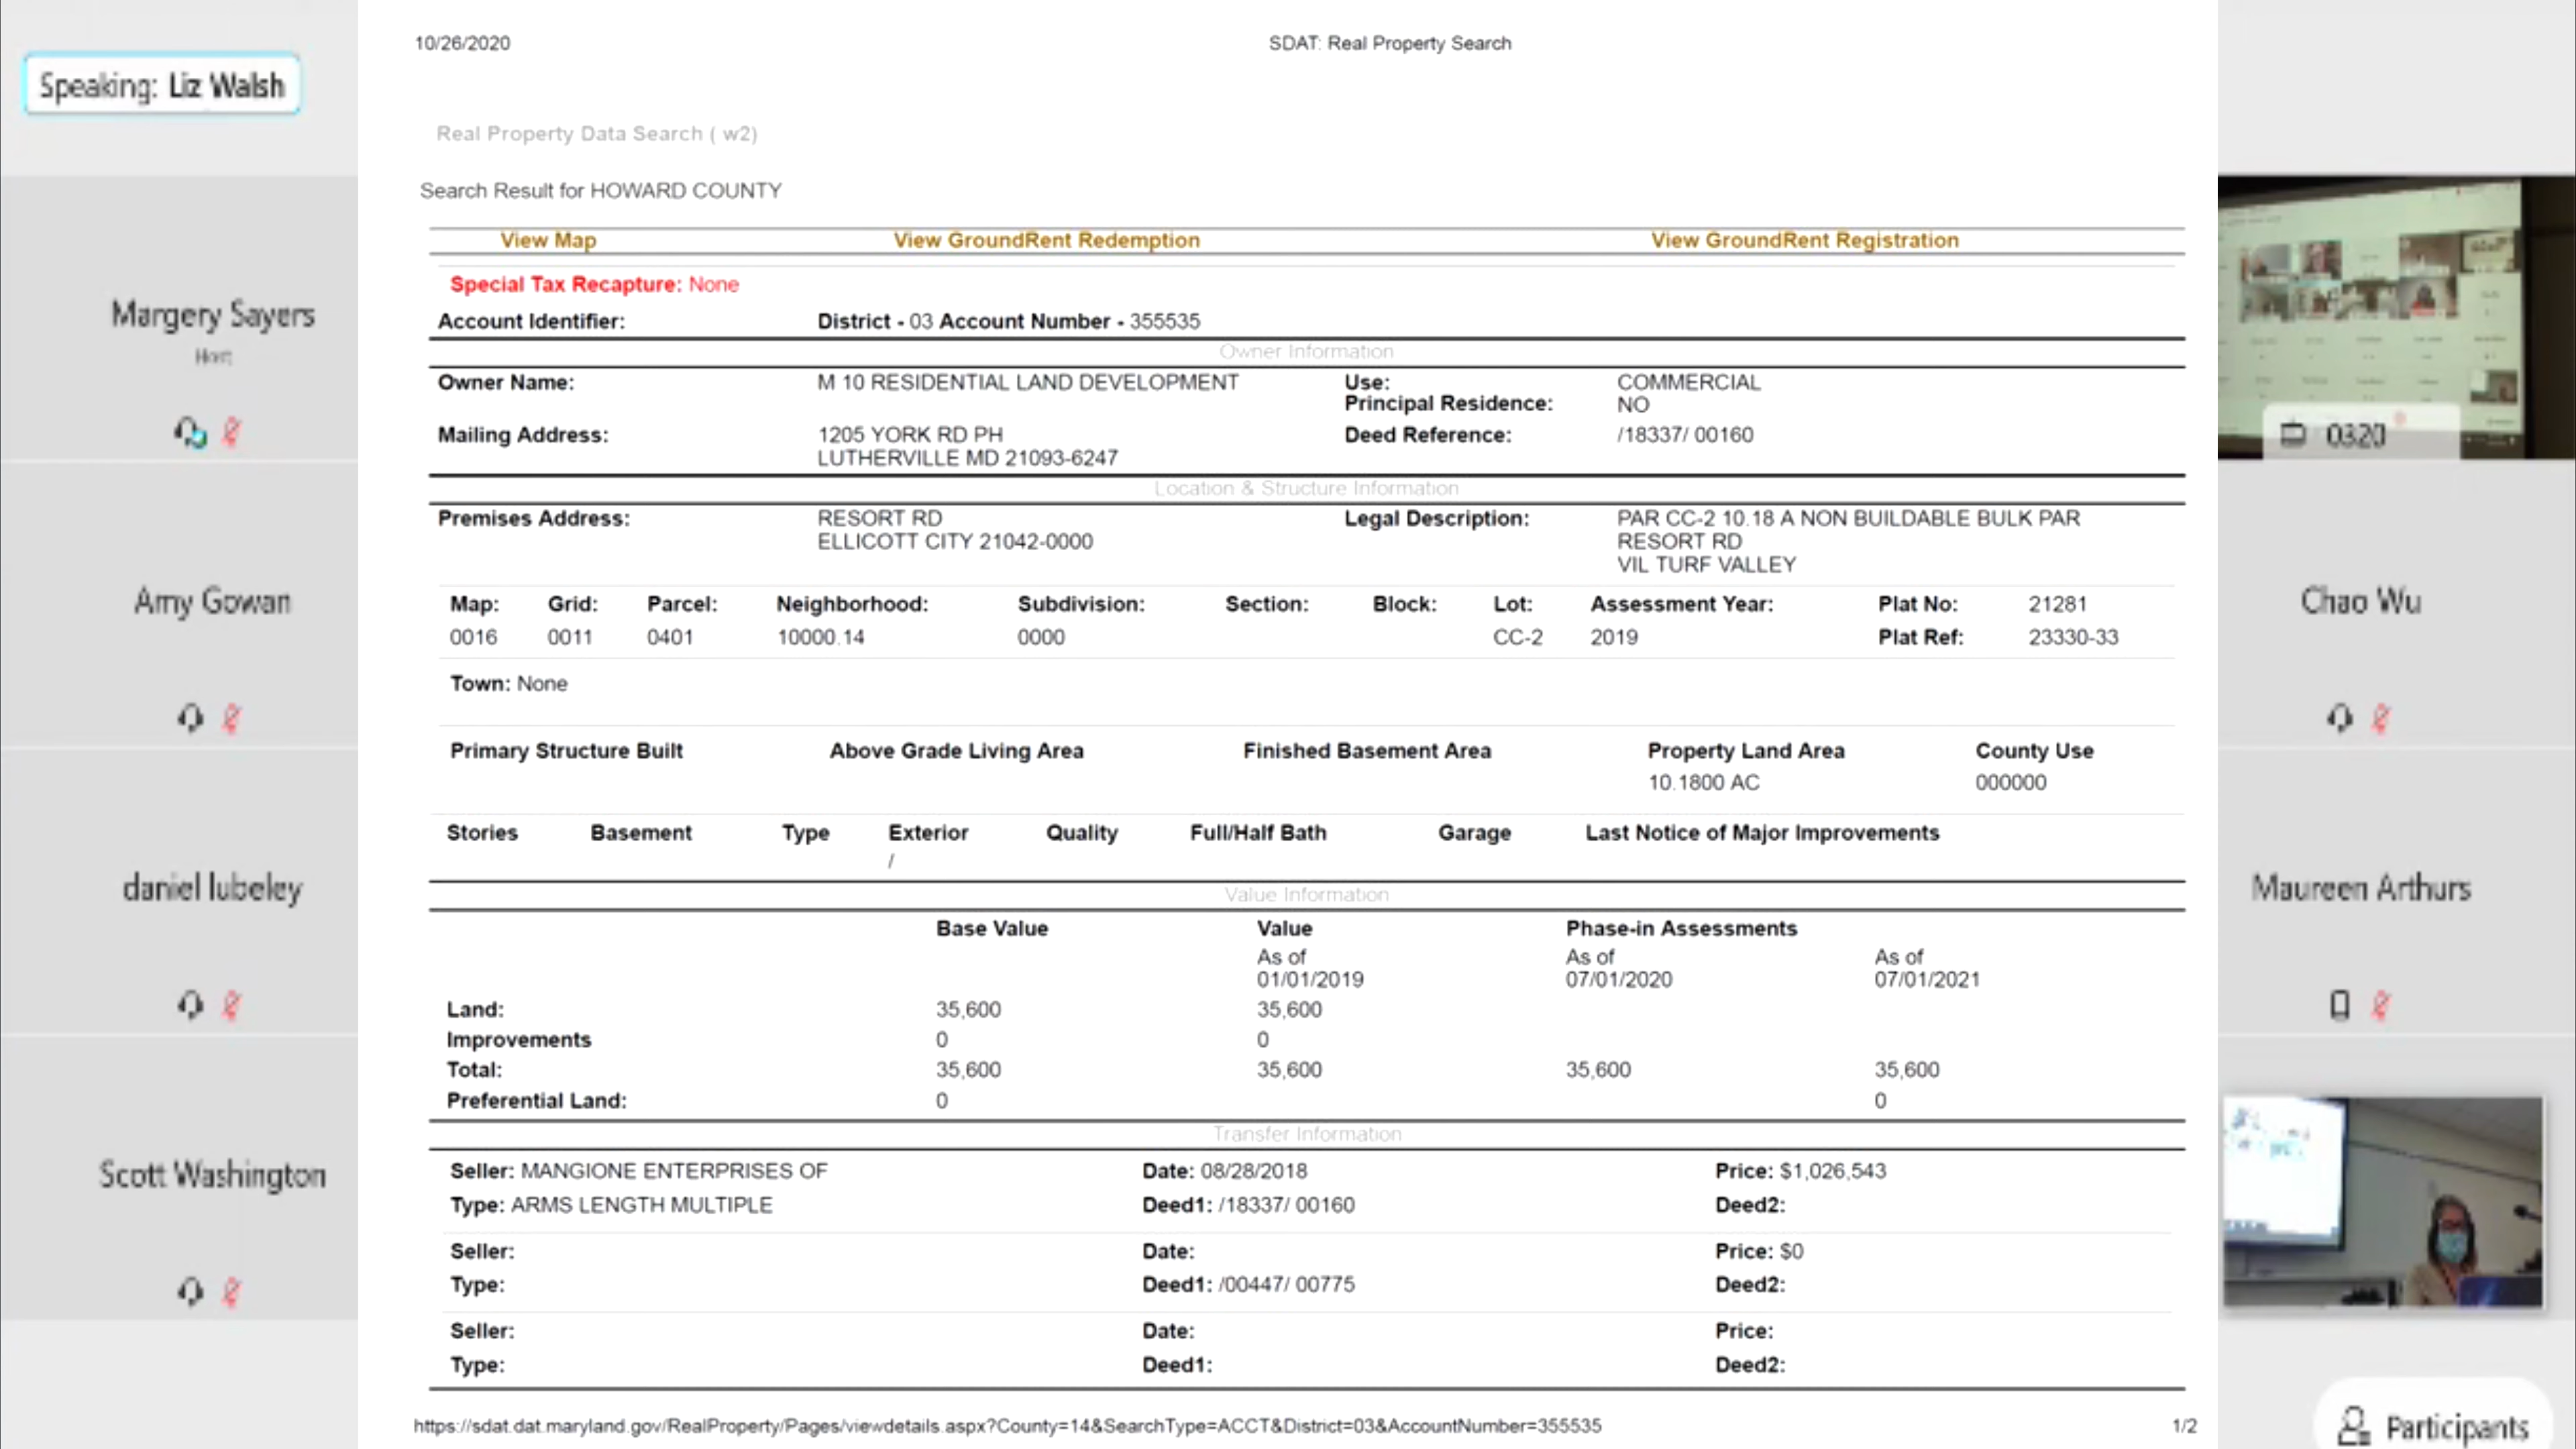 10/26/2020
SDAT: Real Property Search
Speaking: Liz Walsh
Real Property Data Search ( w2)
Search Result for HOWARD COUNTY
View Map View GroundRent Redemption View GroundRent Registration
Special Tax Recapture: None
Account Identifier: District - 03 Account Number - 355535
Owner Information
Owner Name: M 10 RESIDENTIAL LAND DEVELOPMENT Use: COMMERCIAL
Principal Residence: NO
Mailing Address: 1205 YORK RD PH Deed Reference: /18337/ 00160
LUTHERVILLE MD 21093-6247
Location & Structure Information
Premises Address: RESORT RD Legal Description: PAR CC-2 10.18 A NON BUILDABLE BULK PAR
ELLICOTT CITY 21042-0000 RESORT RD
VIL TURF VALLEY
Map: Grid: Parcel: Neighborhood: Subdivision: Section: Block: Lot: Assessment Year: Plat No: 21281
0016 0011 0401 10000.14 0000 CC-2 2019 Plat Ref: 23330-33
Town: None
Primary Structure Built Above Grade Living Area Finished Basement Area Property Land Area County Use
10.1800 AC 000000
Stories Basement Type Exterior Quality Full/Half Bath Garage Last Notice of Major Improvements
/
Value Information
Base Value Value Phase-in Assessments
As of As of As of
01/01/2019 07/01/2020 07/01/2021
Land: 35,600 35,600
Improvements 0 0
Total: 35,600 35,600 35,600 35,600
Preferential Land: 0 0
Transfer Information
Seller: MANGIONE ENTERPRISES OF Date: 08/28/2018 Price: $1,026,543
Type: ARMS LENGTH MULTIPLE Deed1: /18337/ 00160 Deed2:
Seller: Date: Price: $0
Type: Deed1: /00447/ 00775 Deed2:
Seller: Date: Price:
Type: Deed1: Deed2:
https://sdat.dat.maryland.gov/RealProperty/Pages/viewdetails.aspx?County=14&SearchType=ACCT&District=03&AccountNumber=355535 1/2
Margery Sayers
Host
Amy Gowan
daniel lubeley
Scott Washington
0320
Chao Wu
Maureen Arthurs
Participants